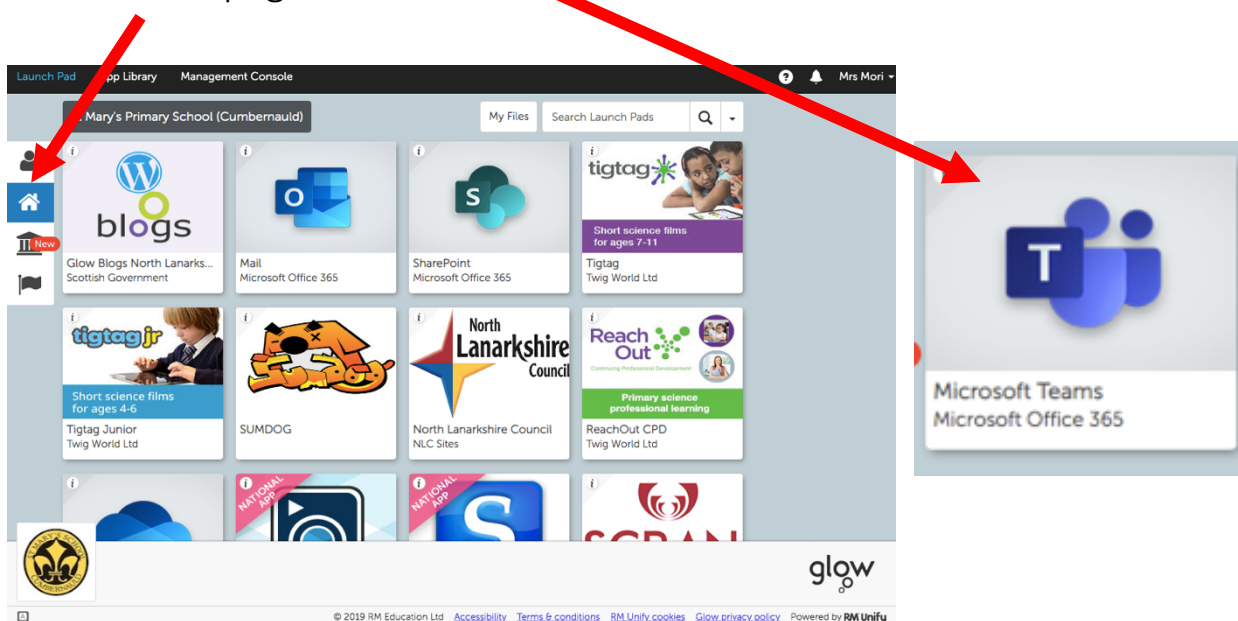 Launch Pad App Library Management Console
? Mrs Mori
Mary's Primary School (Cumbernauld)
My Files Search Launch Pads
New
W
blogs
Glow Blogs North Lanarks...
Scottish Government
O
Mail
Microsoft Office 365
S
SharePoint
Microsoft Office 365
tigtag
Short science films
for ages 7-11
Tigtag
Twig World Ltd
tigtag jr
Short science films
for ages 4-6
Tigtag Junior
Twig World Ltd
SUMDOG
North
Lanarkshire
Council
North Lanarkshire Council
NLC Sites
Reach
Out
Continuing Professional Development
Primary science
professional learning
ReachOut CPD
Twig World Ltd
NATIONAL
APP
NATIONAL
APP
S
SCRAN
ST. MARY'S SCHOOL
CUMBERNAULD
glow
© 2019 RM Education Ltd Accessibility Terms & conditions RM Unify cookies Glow privacy policy Powered by RM Unify
T
Microsoft Teams
Microsoft Office 365